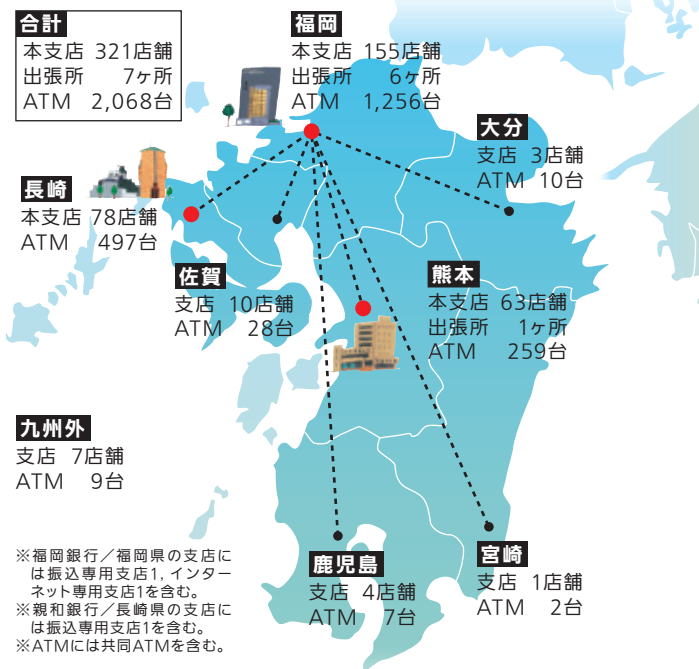 合計
本支店 321店舗
出張所 7ヶ所
ATM 2,068台
福岡
本支店 155店舗
出張所 6ヶ所
ATM 1,256台
大分
支店 3店舗
ATM 10台
長崎
本支店 78店舗
ATM 497台
佐賀
支店 10店舗
ATM 28台
熊本
本支店 63店舗
出張所 1ヶ所
ATM 259台
九州外
支店 7店舗
ATM 9台
鹿児島
支店 4店舗
ATM 7台
宮崎
支店 1店舗
ATM 2台
※福岡銀行／福岡県の支店に
は振込専用支店1, インター
ネット専用支店1を含む。
※親和銀行／長崎県の支店に
は振込専用支店1を含む。
※ATMには共同ATMを含む。